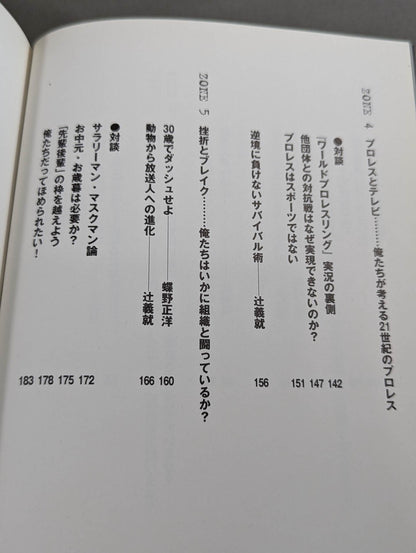 ZONE 4 プロレスとテレビ………俺たちが考える21世紀のプロレス
●対談
「ワールドプロレスリング」実況の裏側 142
他団体との対抗戦はなぜ実現できないのか? 147
プロレスはスポーツではない 151
逆境に負けないサバイバル術――辻義就 156
ZONE 5 挫折とブレイク………俺たちはいかに組織と闘っているか?
30歳でダッシュせよ――蝶野正洋 160
動物から放送人への進化――辻義就 166
●対談
サラリーマン・マスクマン論 172
お中元・お歳暮は必要か? 175
「先輩後輩」の枠を越えよう 178
俺たちだってほめられたい! 183